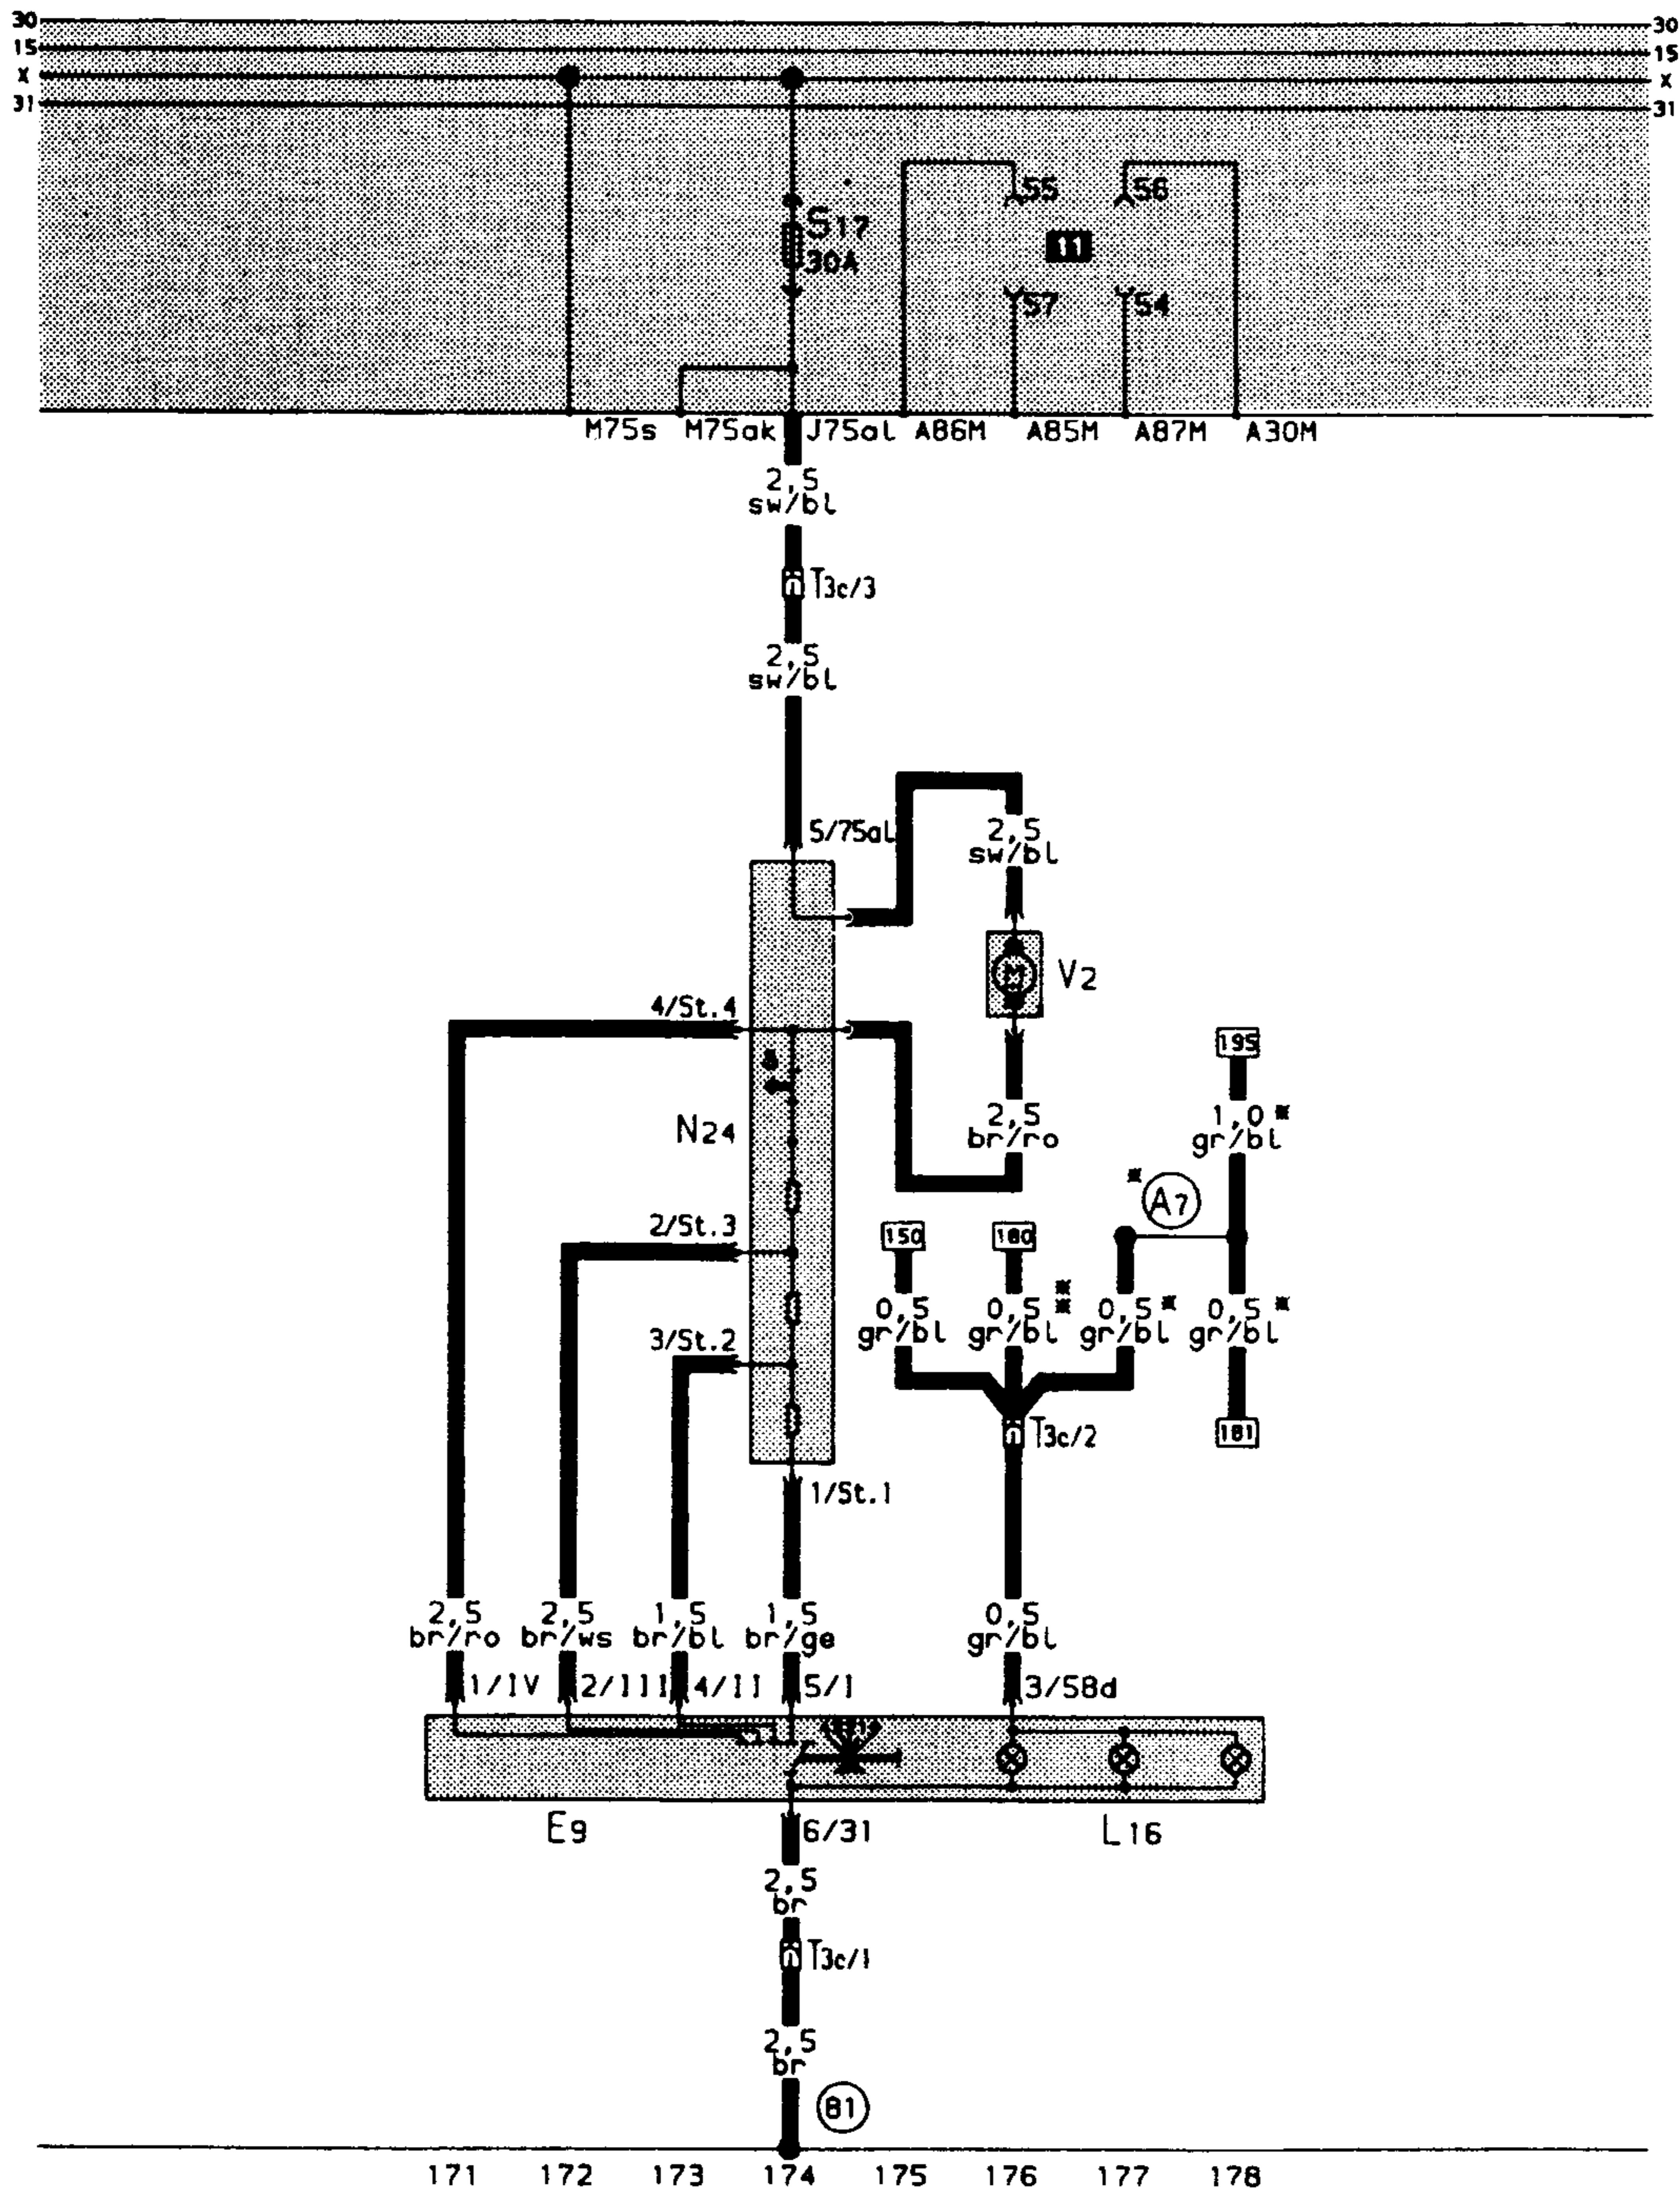 30 30
15 15
X X
31 31
55 56
S17
11
30A
57 54
M75s M75ak J75al A86M A85M A87M A30M
2,5
sw/bl
T3c/3
2,5
sw/bl
5/75al
2,5
sw/bl
M V2
4/St.4
195
2,5
br/ro
1,0 *
gr/bl
N24
* A7
2/St.3
150 180
0,5
gr/bl
0,5 **
gr/bl
0,5 *
gr/bl
0,5 *
gr/bl
3/St.2
T3c/2
181
1/St.1
2,5
br/ro
2,5
br/ws
1,5
br/bl
1,5
br/ge
0,5
gr/bl
1/IV 2/III 4/II 5/I 3/58d
E9 6/31 L16
2,5
br
T3c/1
2,5
br
81
171 172 173 174 175 176 177 178